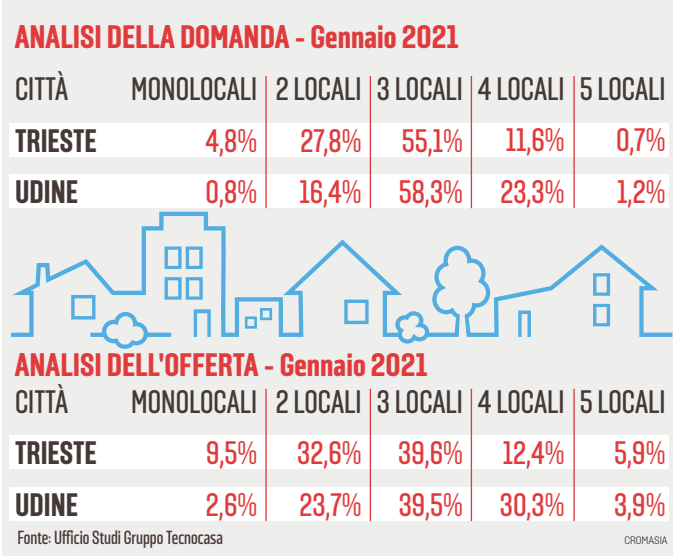 ANALISI DELLA DOMANDA - Gennaio 2021
CITTÀ MONOLOCALI 2 LOCALI 3 LOCALI 4 LOCALI 5 LOCALI
TRIESTE 4,8% 27,8% 55,1% 11,6% 0,7%
UDINE 0,8% 16,4% 58,3% 23,3% 1,2%
ANALISI DELL'OFFERTA - Gennaio 2021
CITTÀ MONOLOCALI 2 LOCALI 3 LOCALI 4 LOCALI 5 LOCALI
TRIESTE 9,5% 32,6% 39,6% 12,4% 5,9%
UDINE 2,6% 23,7% 39,5% 30,3% 3,9%
Fonte: Ufficio Studi Gruppo Tecnocasa CROMASIA